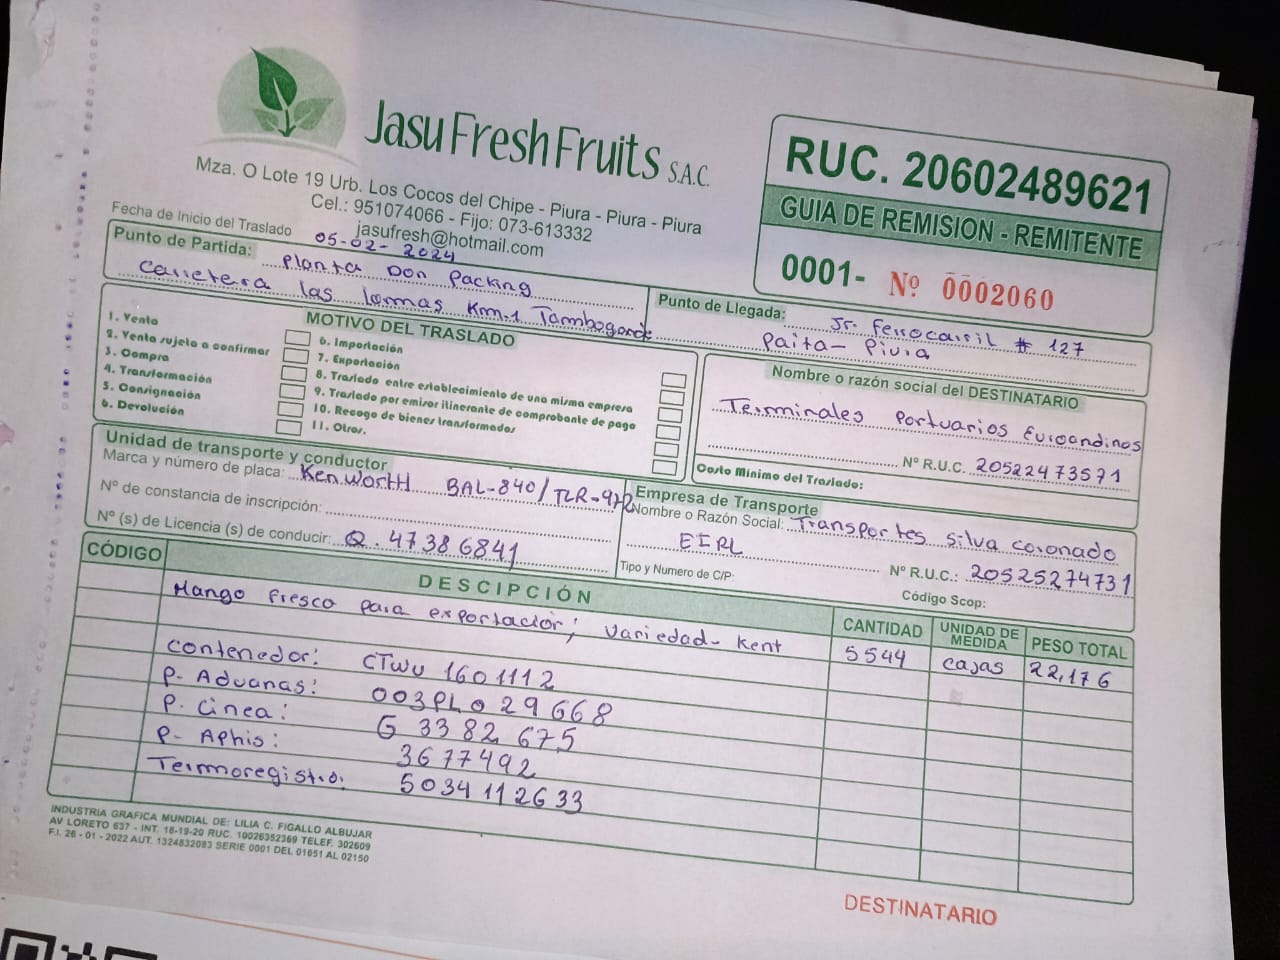 Jasu Fresh Fruits S.A.C.
Mza. O Lote 19 Urb. Los Cocos del Chipe - Piura - Piura - Piura
Cel.: 951074066 - Fijo: 073-613332
jasufresh@hotmail.com
RUC. 20602489621
GUIA DE REMISION - REMITENTE
0001- Nº 0002060
Fecha de Inicio del Traslado 05-02-2024
Punto de Partida: Planta Don Packing
Carretera las lomas Km.1 Tambogande
Punto de Llegada: Jr. Ferrocarril # 127
Paita - Piura
MOTIVO DEL TRASLADO
1. Venta
2. Venta sujeta a confirmar
3. Compra
4. Transformación
5. Consignación
6. Devolución
6. Importación
7. Exportación
8. Traslado entre establecimiento de una misma empresa
9. Traslado por emisor itinerante de comprobante de pago
10. Recogo de bienes transformados
11. Otros.
Nombre o razón social del DESTINATARIO
Terminales Portuarios Euroandinos
Nº R.U.C. 20522473571
Costo Mínimo del Traslado:
Unidad de transporte y conductor
Marca y número de placa: Kenworth BAL-840/TLR-972
Nº de constancia de inscripción:
Nº (s) de Licencia (s) de conducir: Q. 47386841
Empresa de Transporte
Nombre o Razón Social: Transportes Silva coronado
EIRL
Nº R.U.C.: 20525274731
Tipo y Numero de C/P:
Código Scop:
CÓDIGO DESCIPCIÓN CANTIDAD UNIDAD DE MEDIDA PESO TOTAL
Mango fresco para exportación; variedad- Kent 5544 cajas 22,176
contenedor: CTWU 1601112
P- Aduanas: 003PLO 29668
P. Linea: G 3382675
P- Aphis: 3677492
Termoregistro: 5034112633
INDUSTRIA GRAFICA MUNDIAL DE: LILIA C. FIGALLO ALBUJAR
AV LORETO 637 - INT. 18-19-20 RUC. 10026352369 TELEF. 302609
F.I. 26 - 01 - 2022 AUT. 1324832083 SERIE 0001 DEL 01651 AL 02150
DESTINATARIO